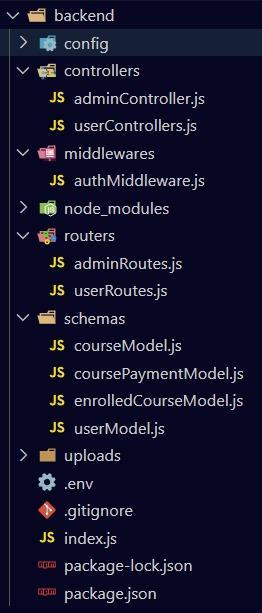 backend
config
controllers
JS adminController.js
JS userControllers.js
middlewares
JS authMiddleware.js
node_modules
routers
JS adminRoutes.js
JS userRoutes.js
schemas
JS courseModel.js
JS coursePaymentModel.js
JS enrolledCourseModel.js
JS userModel.js
uploads
.env
.gitignore
JS index.js
package-lock.json
package.json